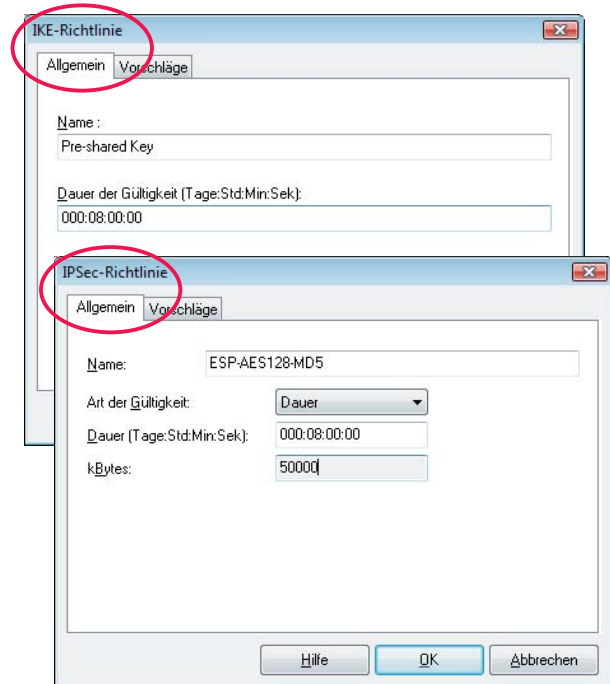 IKE-Richtlinie
Allgemein Vorschläge
Name :
Pre-shared Key
Dauer der Gültigkeit (Tage:Std:Min:Sek):
000:08:00:00
IPSec-Richtlinie
Allgemein Vorschläge
Name: ESP-AES128-MD5
Art der Gültigkeit: Dauer
Dauer (Tage:Std:Min:Sek): 000:08:00:00
kBytes: 50000
Hilfe OK Abbrechen